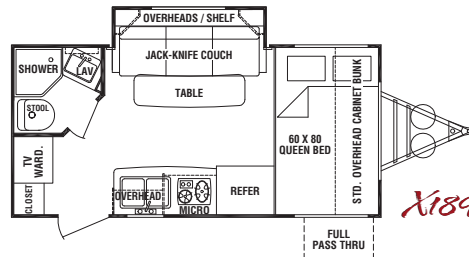 OVERHEADS / SHELF
JACK-KNIFE COUCH
SHOWER
LAV
STOOL
TABLE
TV
WARD.
CLOSET
60 X 80
QUEEN BED
STD. OVERHEAD CABINET BUNK
OVERHEAD
MICRO
REFER
FULL
PASS THRU
X189